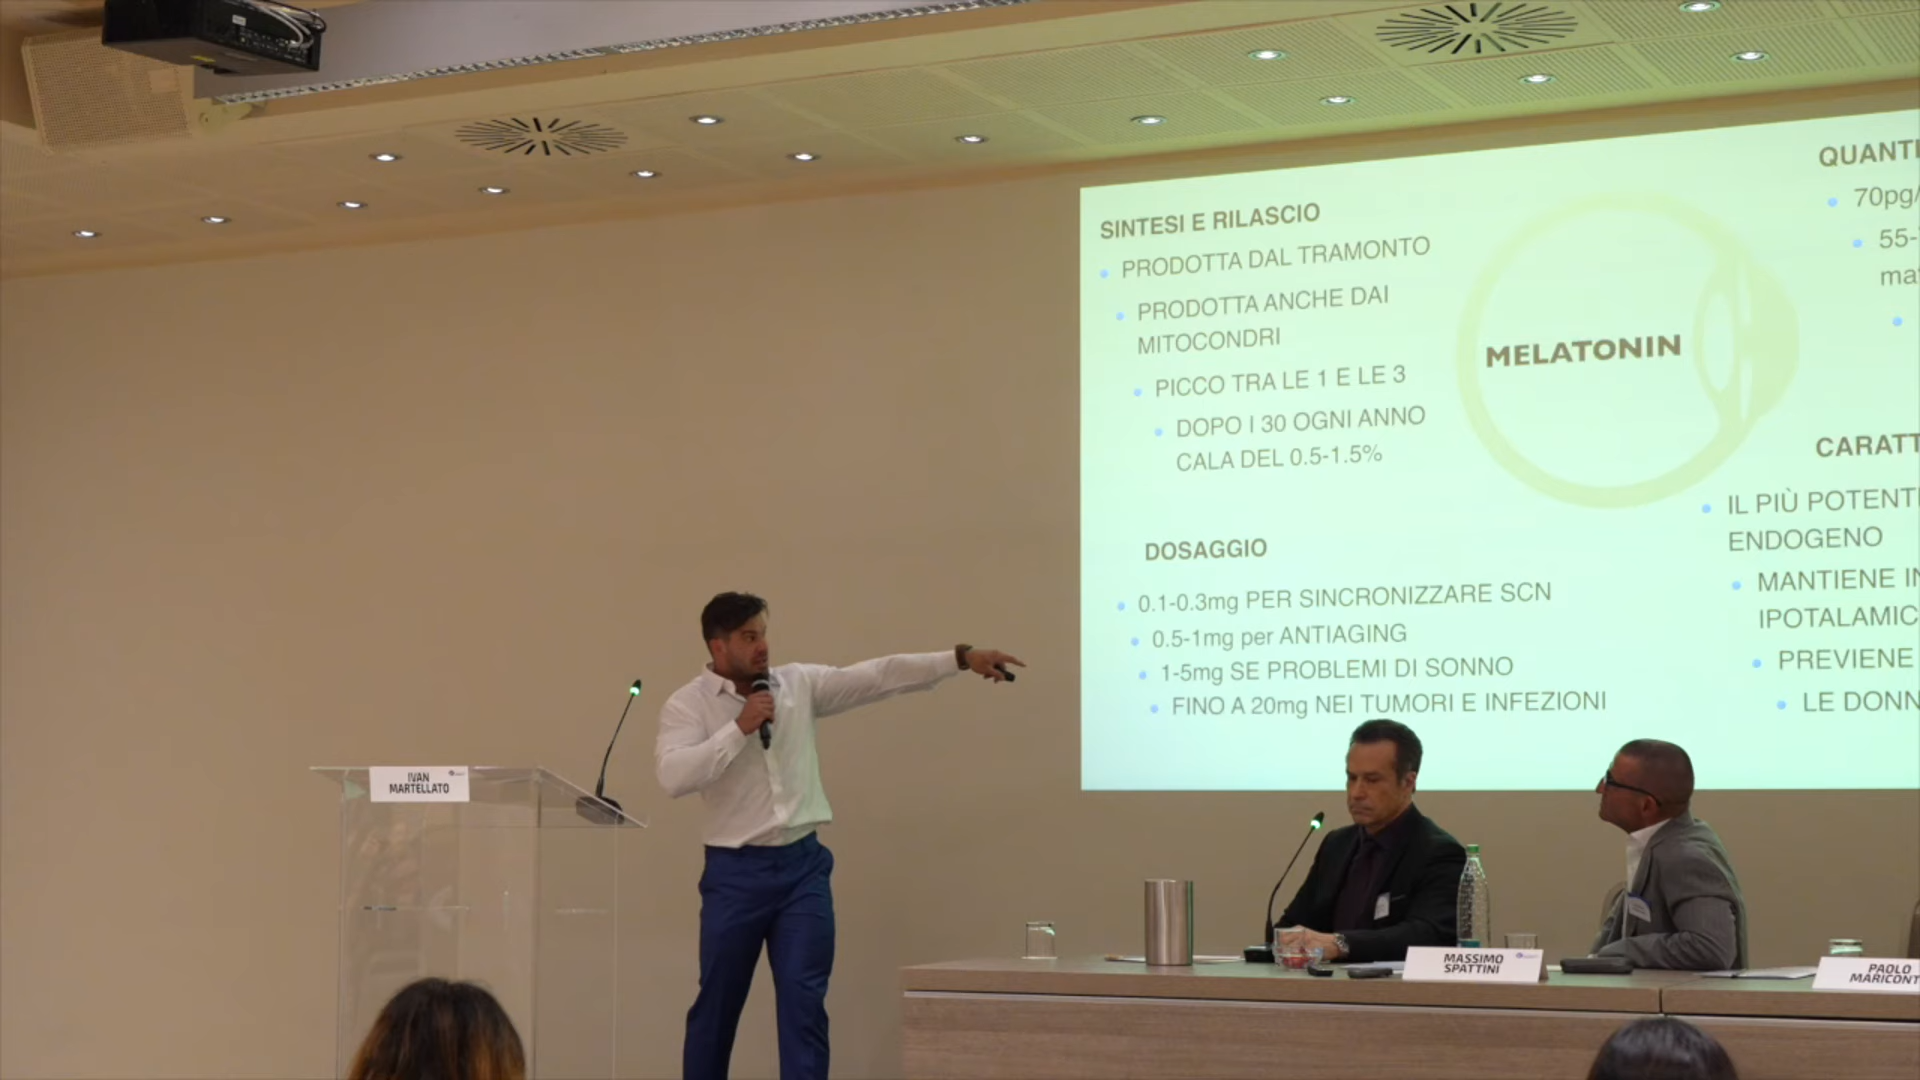 SINTESI E RILASCIO
PRODOTTA DAL TRAMONTO
PRODOTTA ANCHE DAI
MITOCONDRI
PICCO TRA LE 1 E LE 3
DOPO I 30 OGNI ANNO
CALA DEL 0.5-1.5%
MELATONIN
DOSAGGIO
0.1-0.3mg PER SINCRONIZZARE SCN
0.5-1mg per ANTIAGING
1-5mg SE PROBLEMI DI SONNO
FINO A 20mg NEI TUMORI E INFEZIONI
QUANTI
70pg/
55-
ma
CARATT
IL PIÙ POTENT
ENDOGENO
MANTIENE IN
IPOTALAMIC
PREVIENE
LE DONN
IVAN
MARTELLATO
MASSIMO
SPATTINI
PAOLO
MARICONT